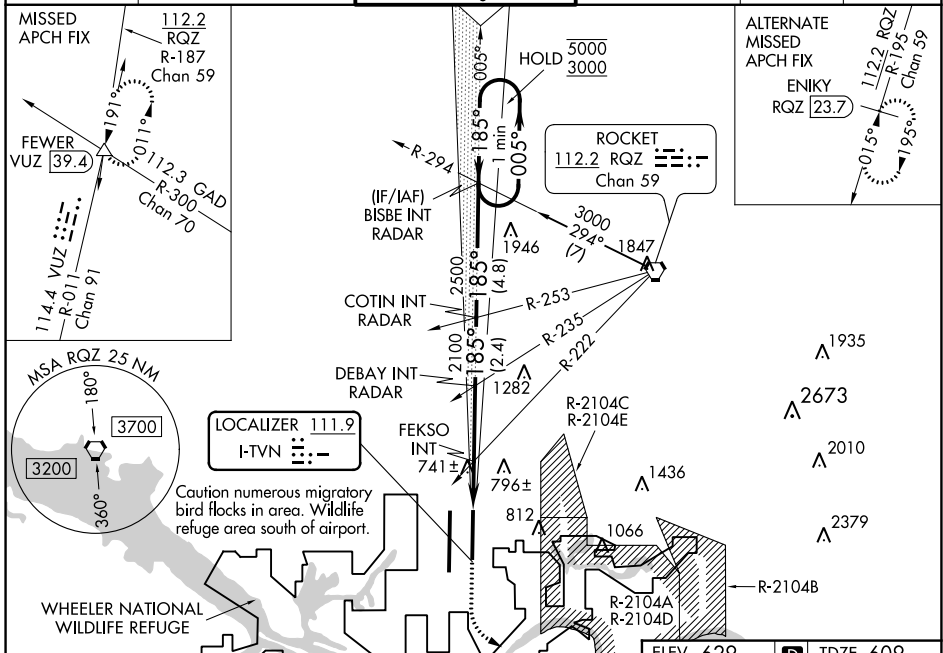 MISSED
APCH FIX
112.2
RQZ
R-187
Chan 59
191°
011°
FEWER
VUZ 39.4
112.3 GAD
R-300
Chan 70
114.4 VUZ
R-011
Chan 91
HOLD 5000
3000
005°
185°
1 min
005°
R-294
(IF/IAF)
BISBE INT
RADAR
ROCKET
112.2 RQZ
Chan 59
3000
294°
(7)
1946
1847
2500
185°
(4.8)
COTIN INT
RADAR
R-253
R-235
R-222
2100
185°
(2.4)
DEBAY INT
RADAR
1282
ALTERNATE
MISSED
APCH FIX
112.2 RQZ
R-195
Chan 59
ENIKY
RQZ 23.7
015°
195°
MSA RQZ 25 NM
180°
3700
3200
360°
LOCALIZER 111.9
I-TVN
FEKSO
INT
741±
796±
Caution numerous migratory
bird flocks in area. Wildlife
refuge area south of airport.
R-2104C
R-2104E
1935
2673
2010
1436
2379
812
1066
R-2104B
R-2104A
R-2104D
WHEELER NATIONAL
WILDLIFE REFUGE
ELEV 629
D
TDZE 609